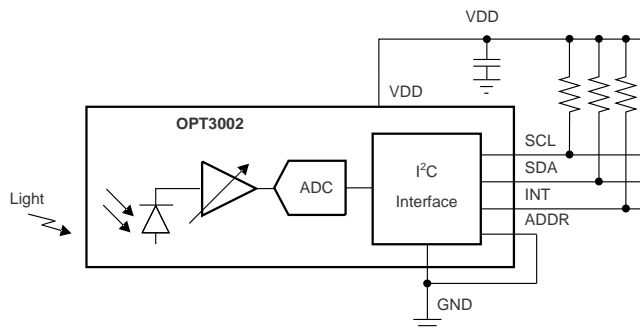 VDD
VDD
OPT3002
SCL
I²C
Interface
SDA
ADC
Light
INT
ADDR
GND